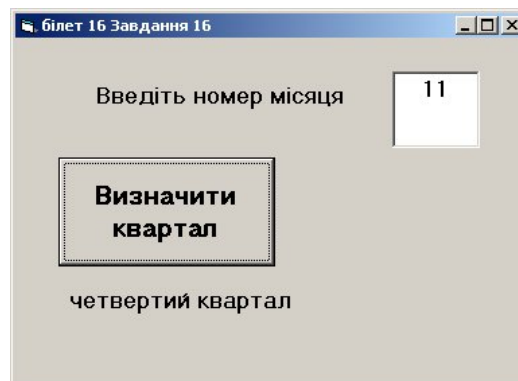 білет 16 Завдання 16
Введіть номер місяця
11
Визначити
квартал
четвертий квартал